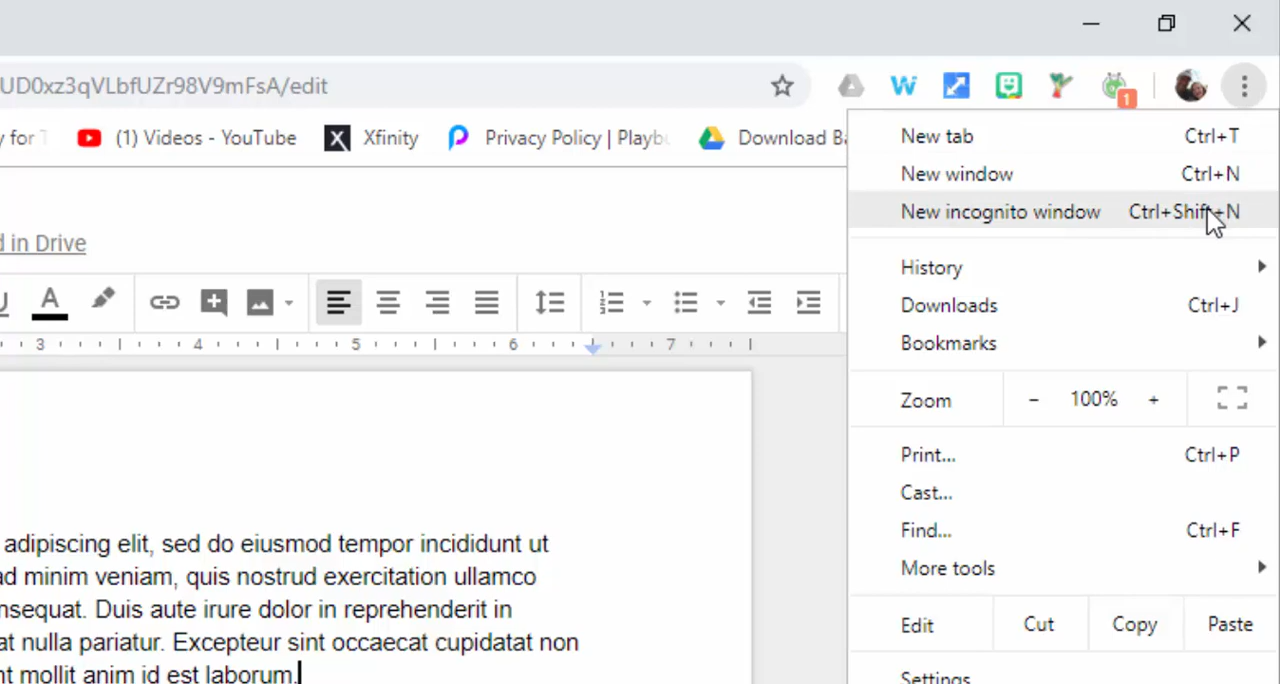 UD0xz3qVLbfUZr98V9mFsA/edit
1
y for
(1) Videos - YouTube
Xfinity
Privacy Policy | Playb
Download Ba
d in Drive
3 4 5 6 7
adipiscing elit, sed do eiusmod tempor incididunt ut
ad minim veniam, quis nostrud exercitation ullamco
nsequat. Duis aute irure dolor in reprehenderit in
at nulla pariatur. Excepteur sint occaecat cupidatat non
nt mollit anim id est laborum.
New tab Ctrl+T
New window Ctrl+N
New incognito window Ctrl+Shift+N
History
Downloads Ctrl+J
Bookmarks
Zoom - 100% +
Print... Ctrl+P
Cast...
Find... Ctrl+F
More tools
Edit Cut Copy Paste
Settings